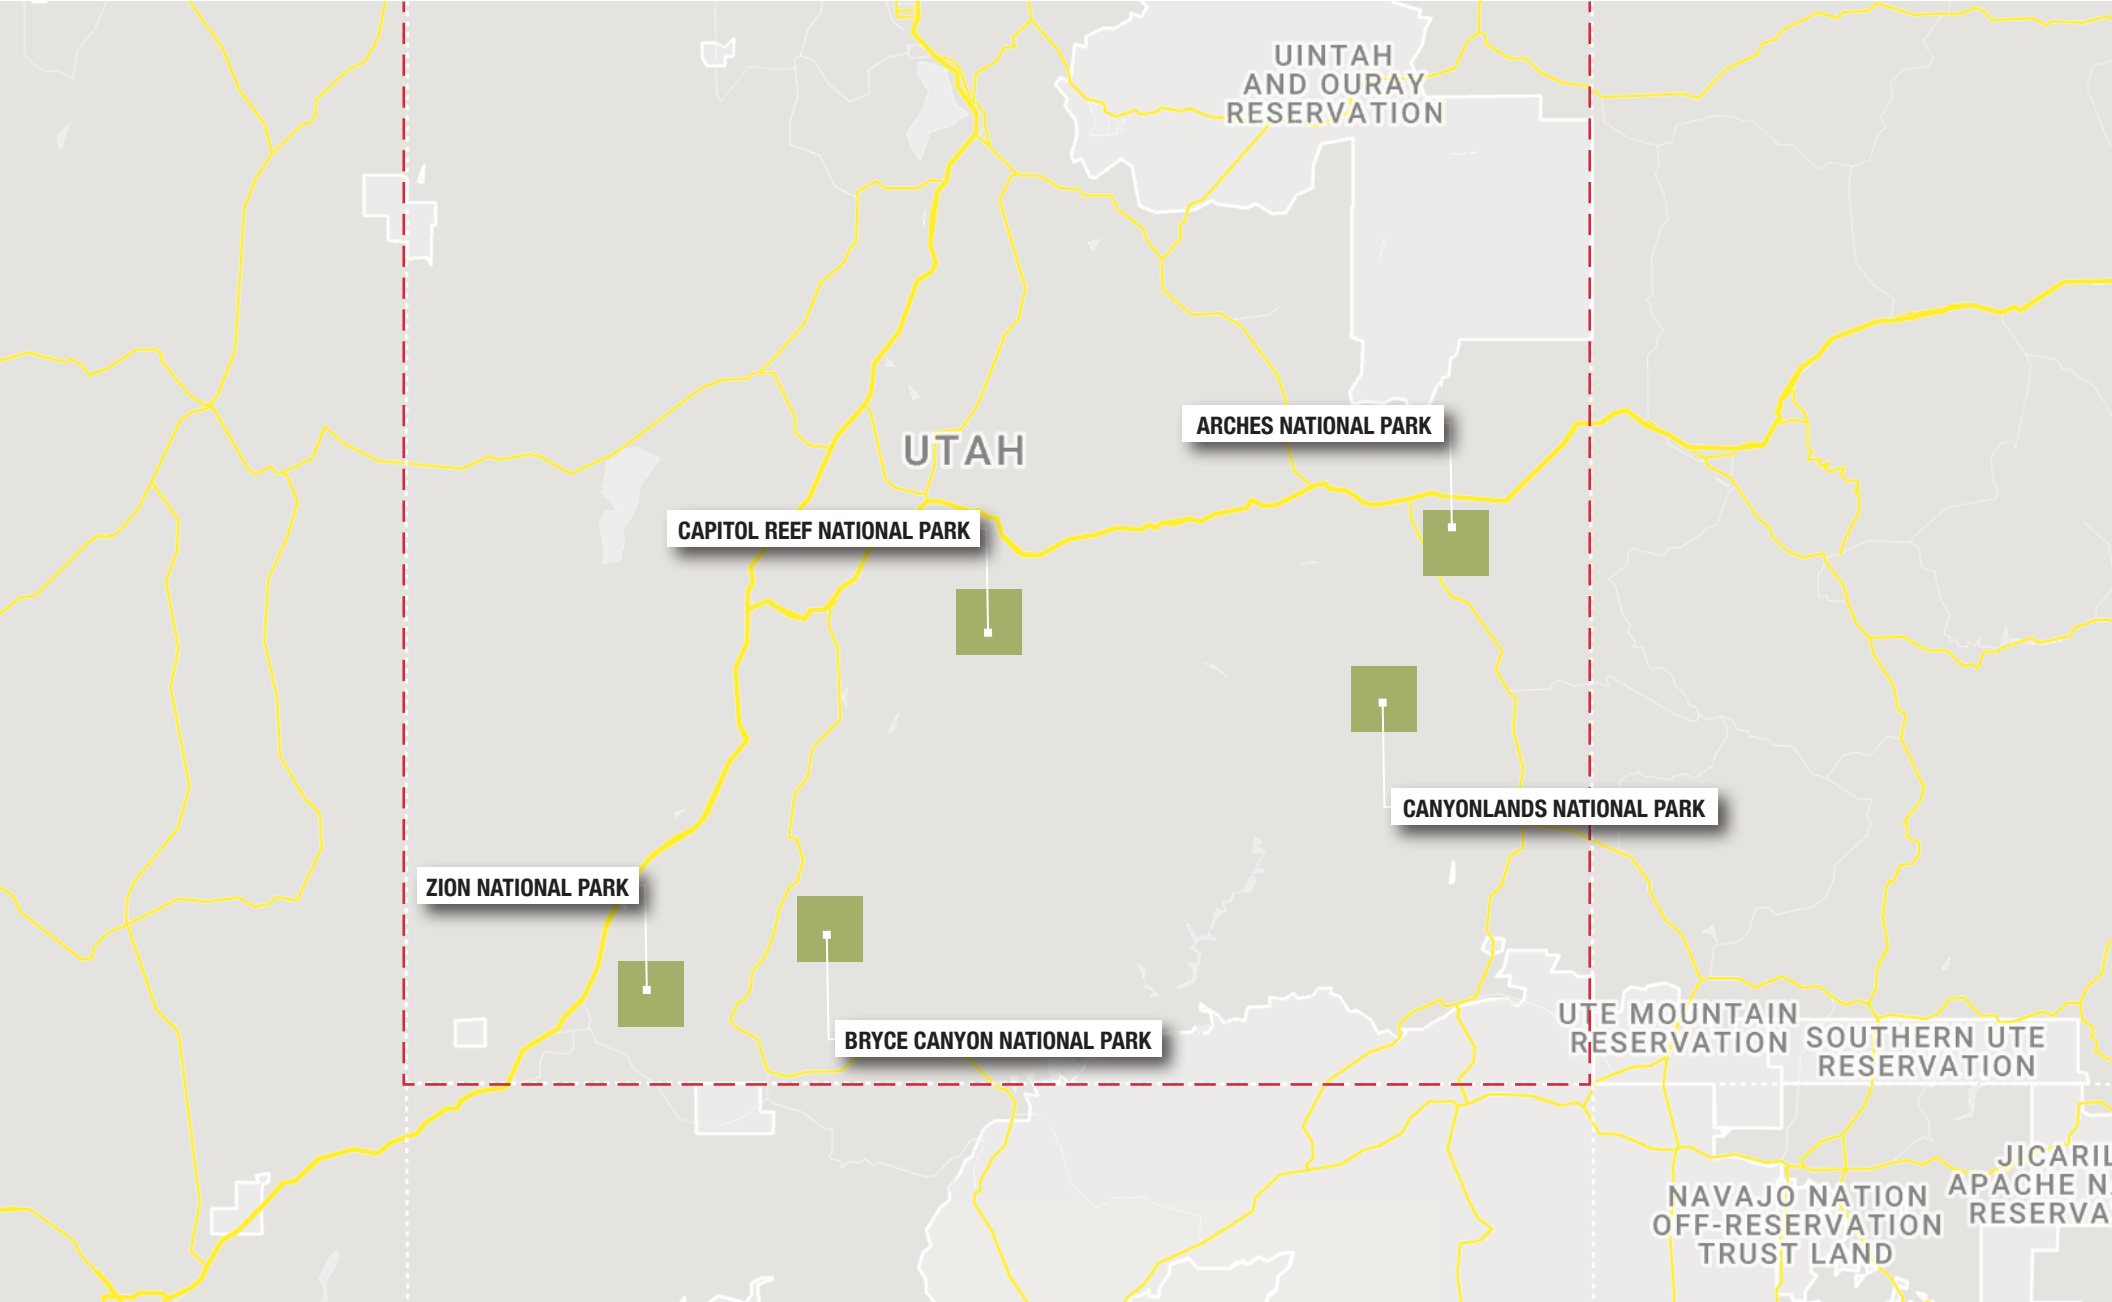 UINTAH
AND OURAY
RESERVATION
ARCHES NATIONAL PARK
UTAH
CAPITOL REEF NATIONAL PARK
CANYONLANDS NATIONAL PARK
ZION NATIONAL PARK
BRYCE CANYON NATIONAL PARK
UTE MOUNTAIN
RESERVATION
SOUTHERN UTE
RESERVATION
JICARIL
APACHE N
RESERVA
NAVAJO NATION
OFF-RESERVATION
TRUST LAND